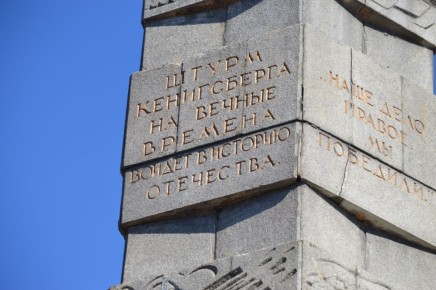 ШТУРМ
КЕНИГСБЕРГА
НА ВЕЧНЫЕ
ВРЕМЕНА
ВОЙДЕТ В ИСТОРИЮ
ОТЕЧЕСТВА.
...НАШЕ ДЕЛО
ПРАВОЕ
МЫ
ПОБЕДИЛИ.